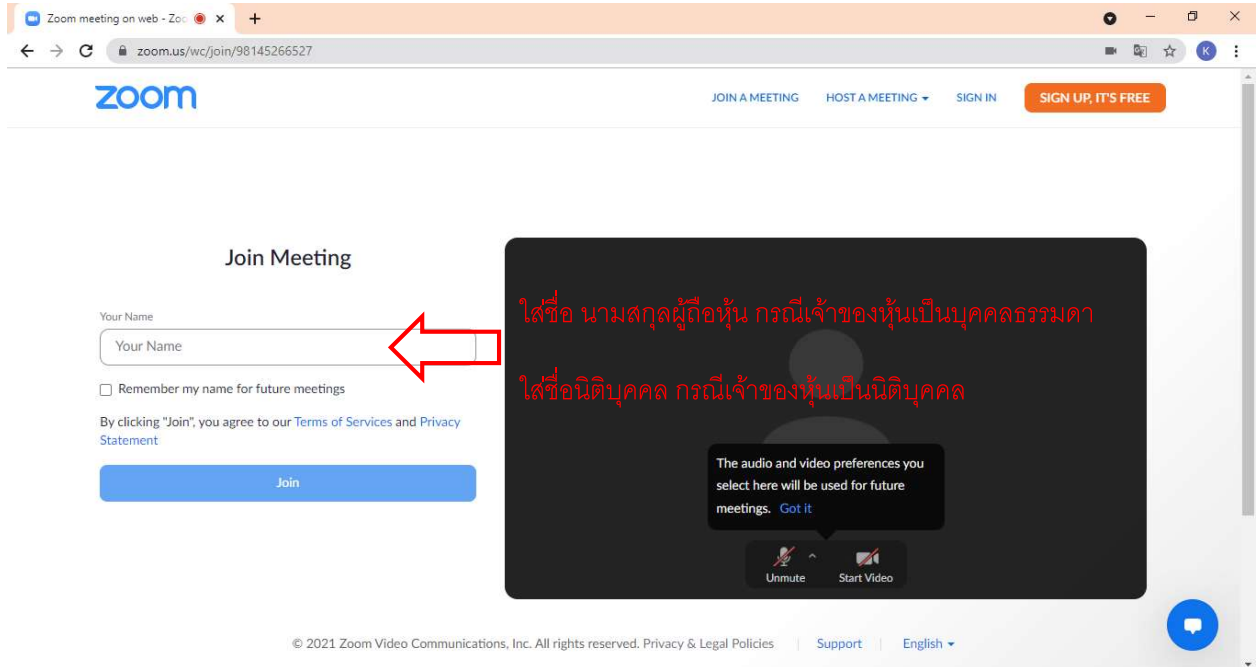 Zoom meeting on web - Zoo
zoom.us/wc/join/98145266527
K
zoom
JOIN A MEETING
HOST A MEETING
SIGN IN
SIGN UP, IT'S FREE
Join Meeting
Your Name
Your Name
Remember my name for future meetings
By clicking "Join", you agree to our Terms of Services and Privacy
Statement
Join
ใส่ชื่อ นามสกุลผู้ถือหุ้น กรณีเจ้าของหุ้นเป็นบุคคลธรรมดา
ใส่ชื่อนิติบุคคล กรณีเจ้าของหุ้นเป็นนิติบุคคล
The audio and video preferences you
select here will be used for future
meetings. Got it
Unmute
Start Video
© 2021 Zoom Video Communications, Inc. All rights reserved. Privacy & Legal Policies
Support
English